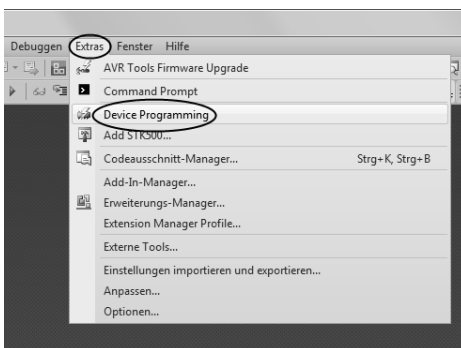 Debuggen Extras Fenster Hilfe
AVR Tools Firmware Upgrade
Command Prompt
Device Programming
Add STK500...
Codeausschnitt-Manager... Strg+K, Strg+B
Add-In-Manager...
Erweiterungs-Manager...
Extension Manager Profile...
Externe Tools...
Einstellungen importieren und exportieren...
Anpassen...
Optionen...